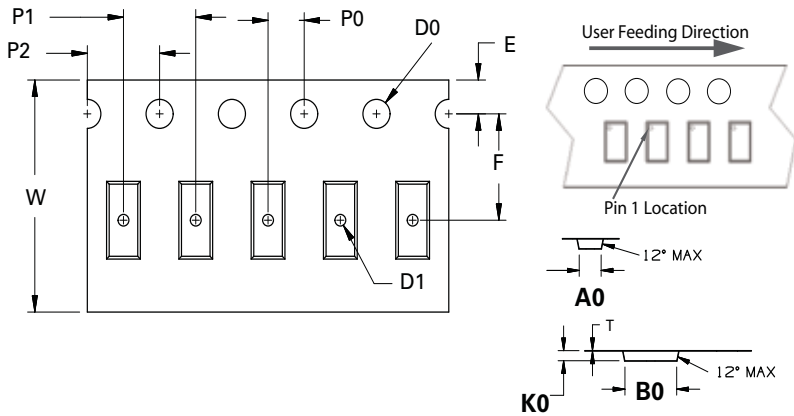 P1
P0
D0
E
P2
W
F
D1
User Feeding Direction
Pin 1 Location
12° MAX
A0
T
12° MAX
K0
B0